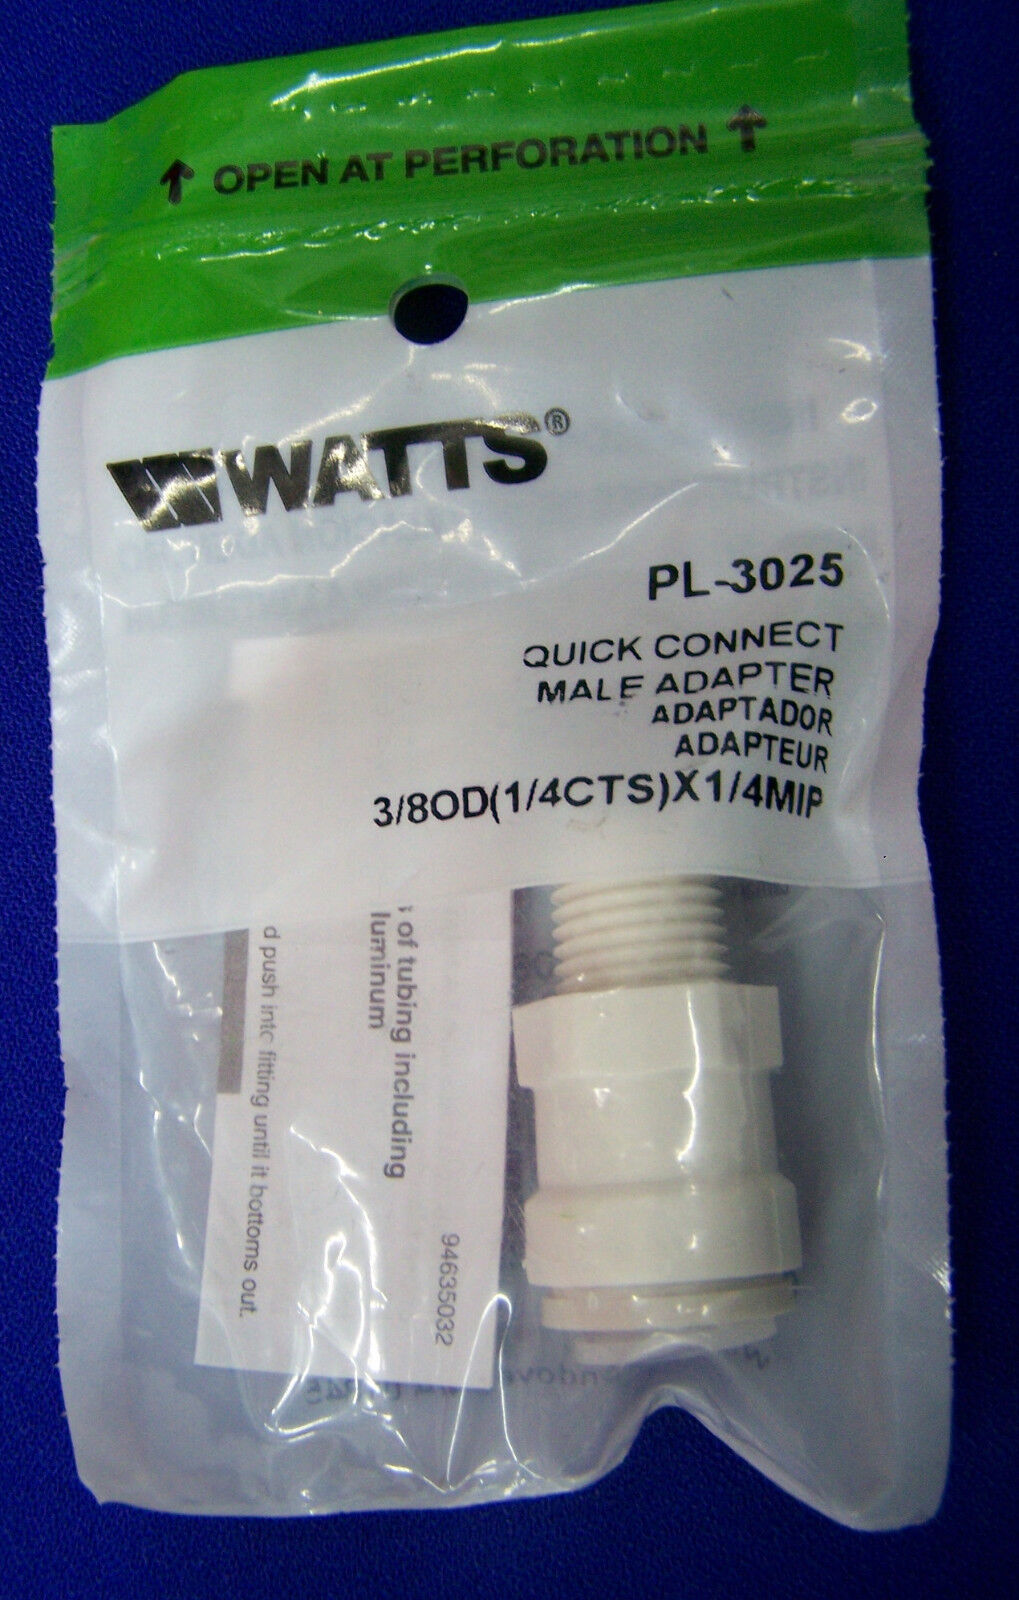 ↑ OPEN AT PERFORATION ↑
WATTS®
PL-3025
QUICK CONNECT
MALE ADAPTER
ADAPTADOR
ADAPTEUR
3/8OD(1/4CTS)X1/4MIP
of tubing including
luminum
d push into fitting until it bottoms out.
94635032